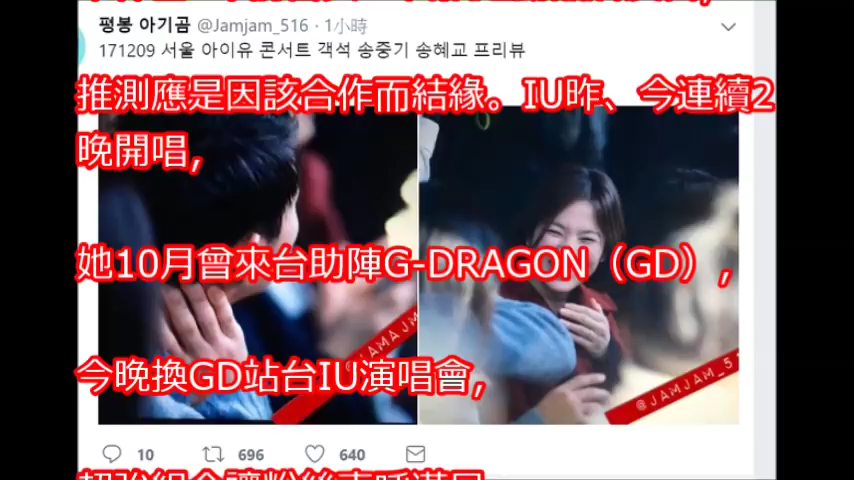 평봉 아기곰 @Jamjam_516 · 1小時
171209 서울 아이유 콘서트 객석 송중기 송혜교 프리뷰
推測應是因該合作而結緣。IU昨、今連續2
晚開唱,
她10月曾來台助陣G-DRAGON（GD）,
今晚換GD站台IU演唱會,
@JAMJAM_51
10 696 640